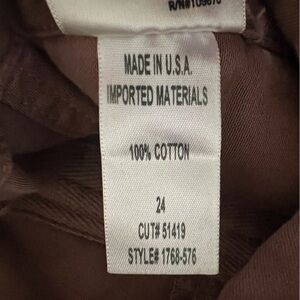 MADE IN U.S.A.
IMPORTED MATERIALS
100% COTTON
24
CUT# 51419
STYLE# 1768-576